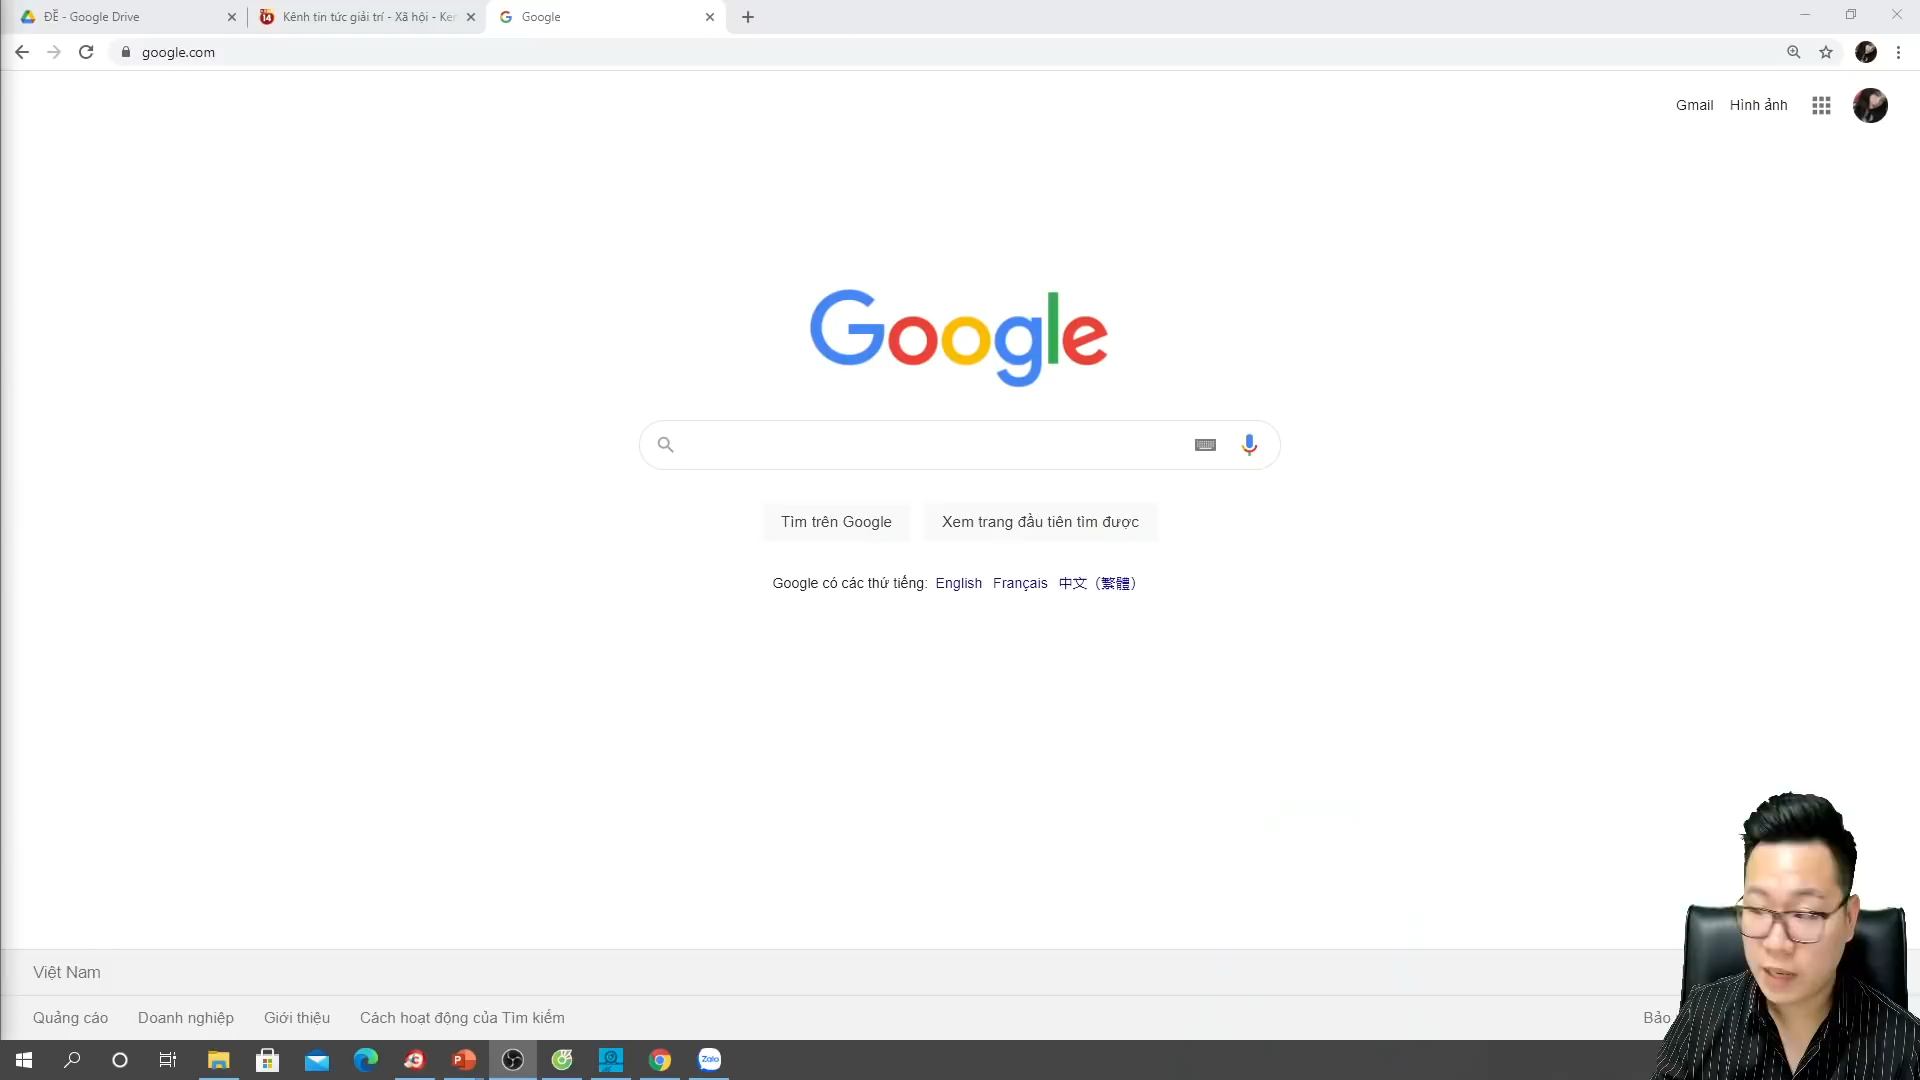 ĐỀ - Google Drive
Kênh tin tức giải trí - Xã hội - Ken
Google
google.com
Gmail Hình ảnh
Google
Tìm trên Google Xem trang đầu tiên tìm được
Google có các thứ tiếng: English Français 中文（繁體）
Việt Nam
Quảng cáo Doanh nghiệp Giới thiệu Cách hoạt động của Tìm kiếm Bảo
Zalo